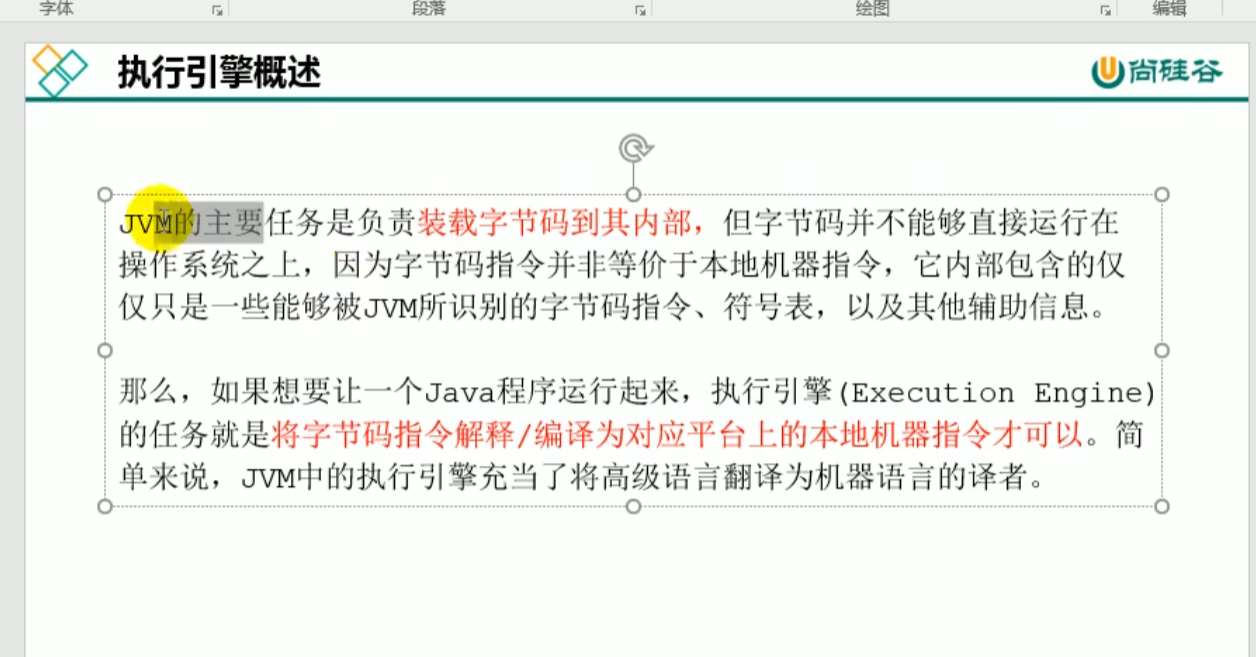 字体 段落 绘图 编辑
执行引擎概述
尚硅谷
JVM的主要任务是负责装载字节码到其内部，但字节码并不能够直接运行在
操作系统之上，因为字节码指令并非等价于本地机器指令，它内部包含的仅
仅只是一些能够被JVM所识别的字节码指令、符号表，以及其他辅助信息。
那么，如果想要让一个Java程序运行起来，执行引擎(Execution Engine)
的任务就是将字节码指令解释/编译为对应平台上的本地机器指令才可以。简
单来说，JVM中的执行引擎充当了将高级语言翻译为机器语言的译者。